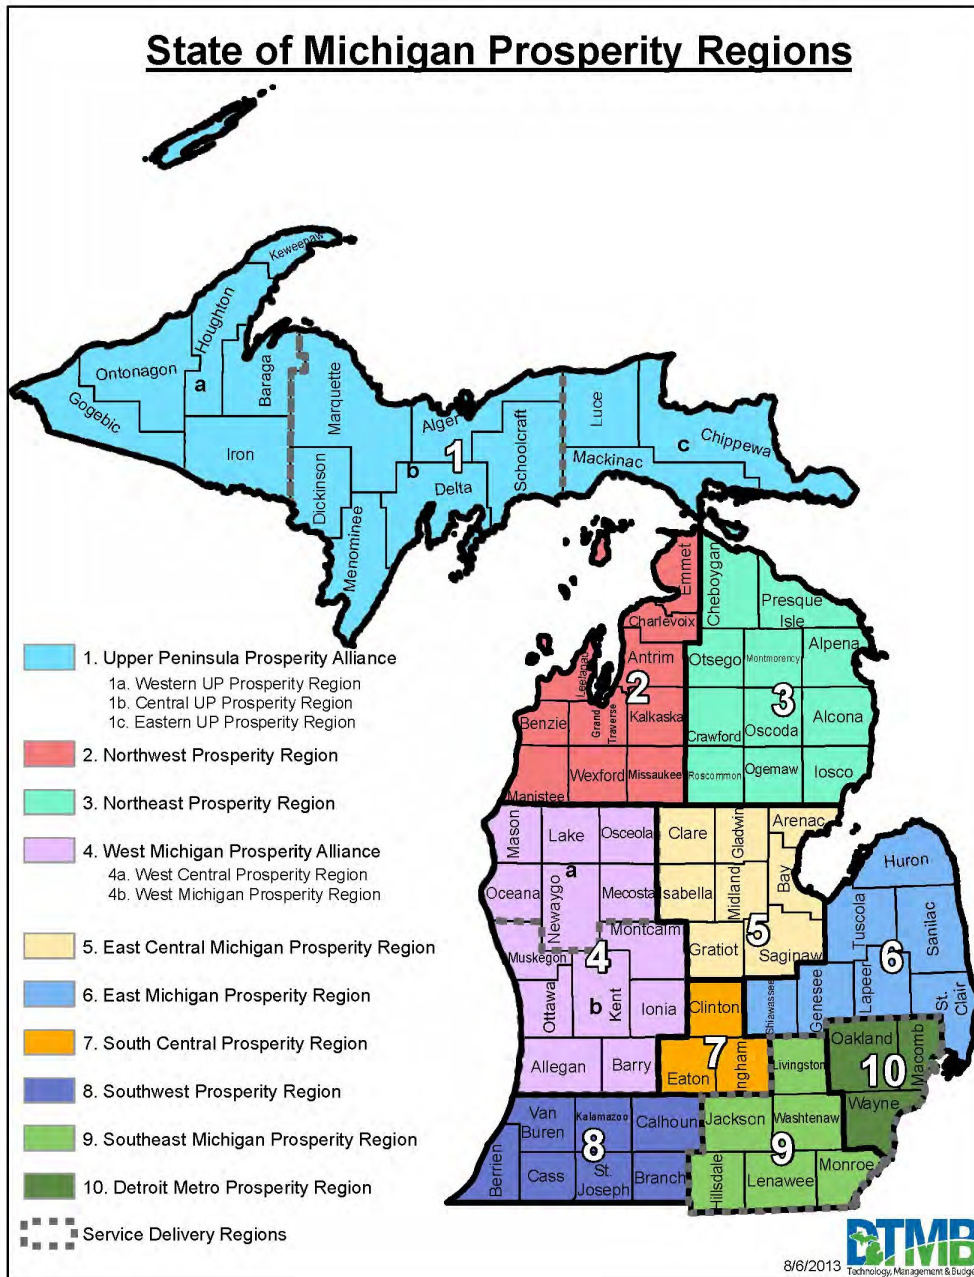 State of Michigan Prosperity Regions
Keweenaw
Houghton
Ontonagon
a
Baraga
Gogebic
Iron
Marquette
Alger
1
b
Delta
Schoolcraft
Dickinson
Menominee
Luce
c
Chippewa
Mackinac
Emmet
Cheboygan
Presque
Isle
Charlevoix
Antrim
Otsego
Montmorency
Alpena
Leelanau
2
3
Benzie
Grand
Traverse
Kalkaska
Crawford
Oscoda
Alcona
Manistee
Wexford
Missaukee
Roscommon
Ogemaw
Iosco
Mason
Lake
Osceola
Clare
Gladwin
Arenac
a
Oceana
Newaygo
Mecosta
Isabella
Midland
Bay
Huron
Montcalm
Gratiot
5
Saginaw
Tuscola
Sanilac
4
6
Muskegon
Ottawa
b
Kent
Ionia
Clinton
Shiawassee
Genesee
Lapeer
St.
Clair
Allegan
Barry
Eaton
7
Ingham
Livingston
Oakland
10
Macomb
Van
Buren
Kalamazoo
Calhoun
Jackson
Washtenaw
Wayne
8
9
Berrien
Cass
St.
Joseph
Branch
Hillsdale
Lenawee
Monroe
1. Upper Peninsula Prosperity Alliance
1a. Western UP Prosperity Region
1b. Central UP Prosperity Region
1c. Eastern UP Prosperity Region
2. Northwest Prosperity Region
3. Northeast Prosperity Region
4. West Michigan Prosperity Alliance
4a. West Central Prosperity Region
4b. West Michigan Prosperity Region
5. East Central Michigan Prosperity Region
6. East Michigan Prosperity Region
7. South Central Prosperity Region
8. Southwest Prosperity Region
9. Southeast Michigan Prosperity Region
10. Detroit Metro Prosperity Region
Service Delivery Regions
8/6/2013
DTMB
Technology, Management & Budge